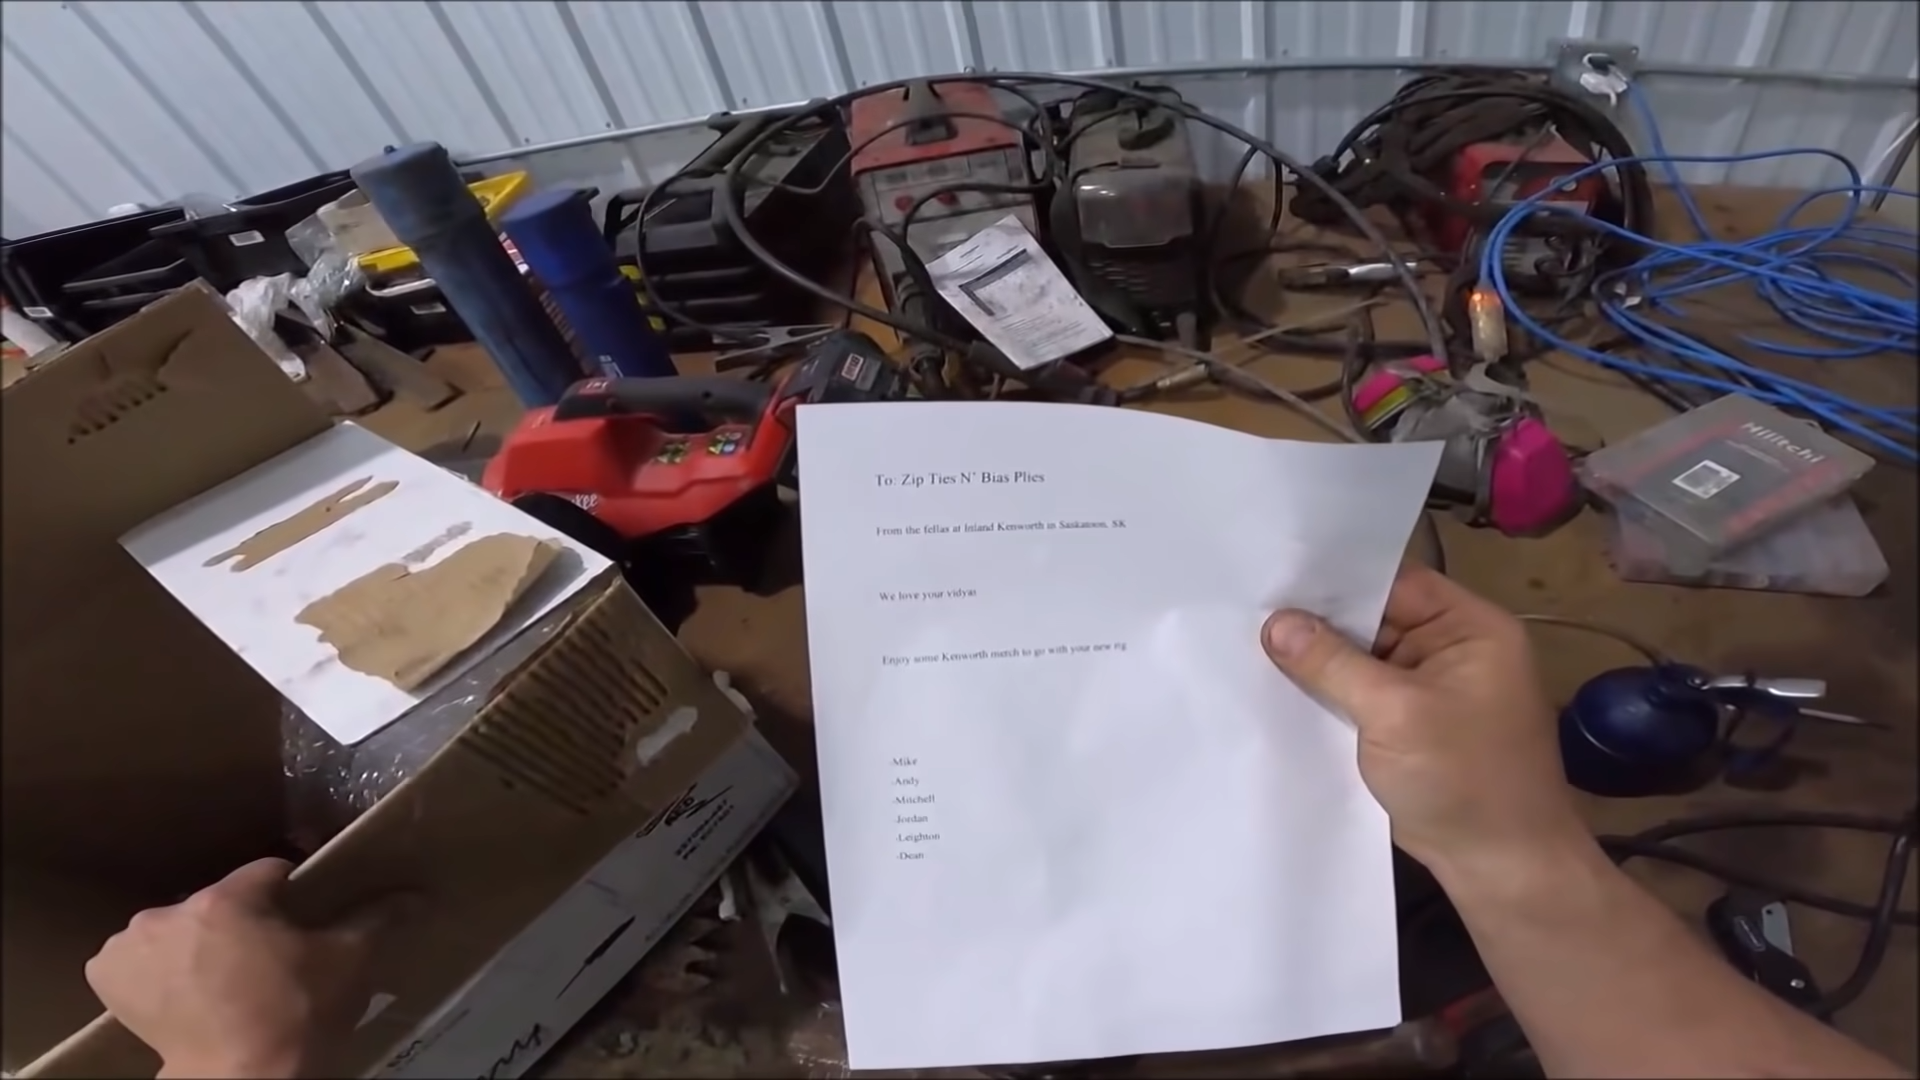 To: Zip Ties N' Bias Plies
From the fellas at Inland Kenworth in Saskatoon, SK
We love your vidyas
Enjoy some Kenworth merch to go with your new rig
-Mike
-Andy
-Mitchell
-Jordan
-Leighton
-Dean
Hilitchi